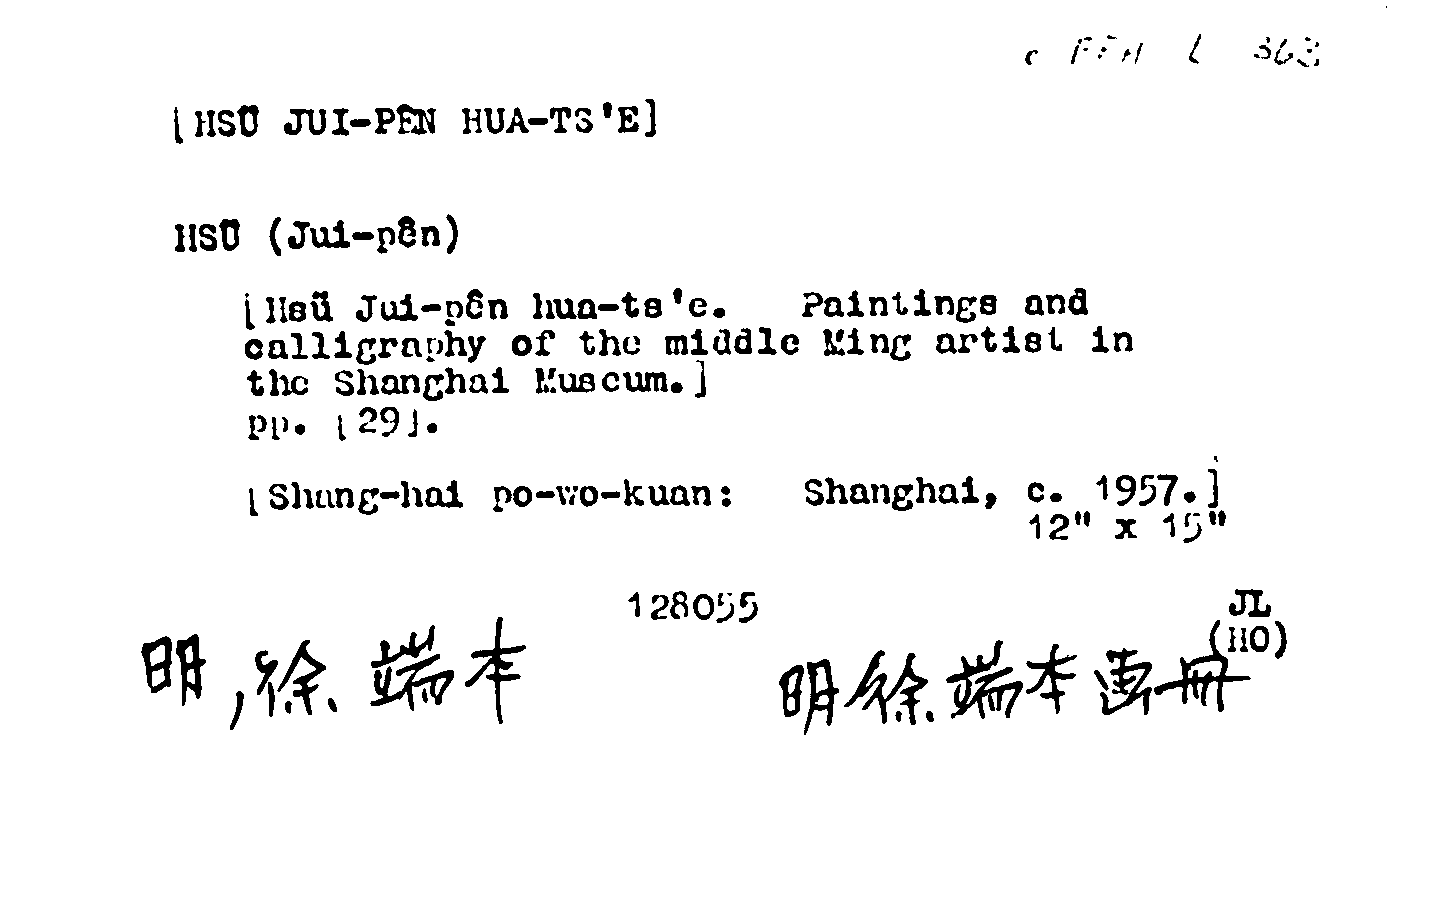 c FFH L 363
[HSÜ JUI-PÊN HUA-TS'E]
HSÜ (Jui-pên)
[Hsü Jui-pên hua-ts'e. Paintings and
calligraphy of the middle Ming artist in
the Shanghai Museum.]
pp. [29].
[Shang-hai po-wo-kuan: Shanghai, c. 1957.]
12" x 15"
128055
JL
(HO)
明,徐端本
明徐端本画冊